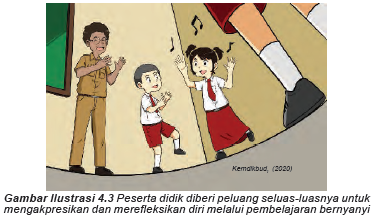 Kemdikbud, (2020)
Gambar Ilustrasi 4.3 Peserta didik diberi peluang seluas-luasnya untuk
mengakpresikan dan merefleksikan diri melalui pembelajaran bernyanyi